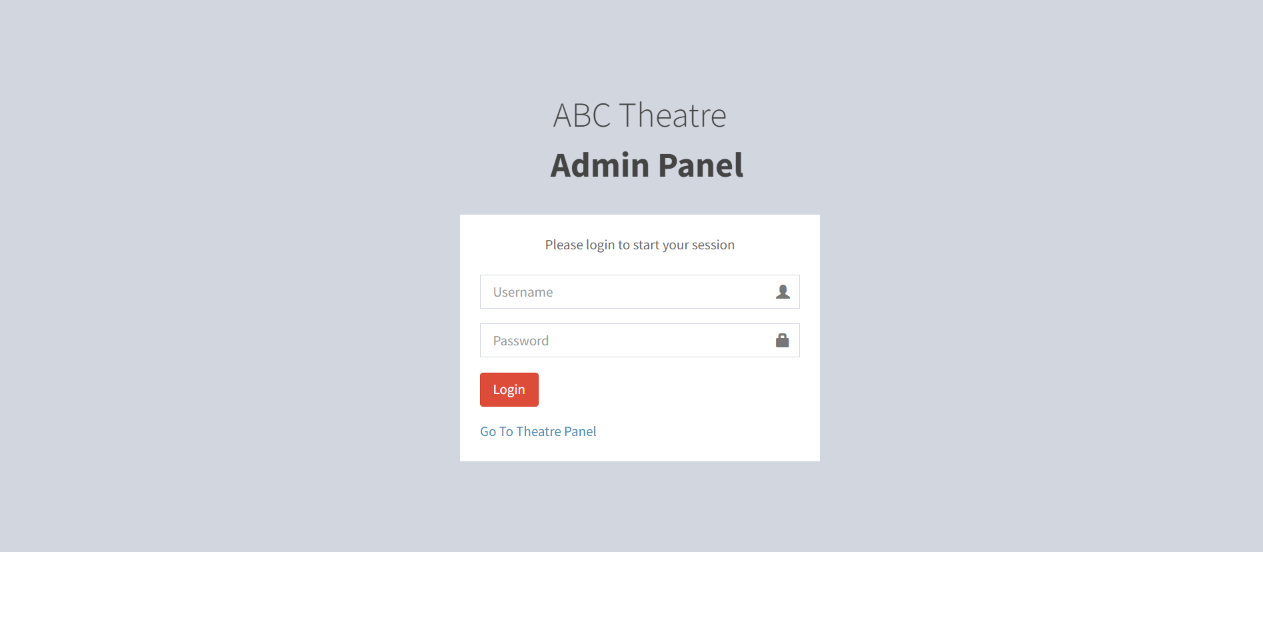 ABC Theatre
Admin Panel
Please login to start your session
Username
Password
Login
Go To Theatre Panel